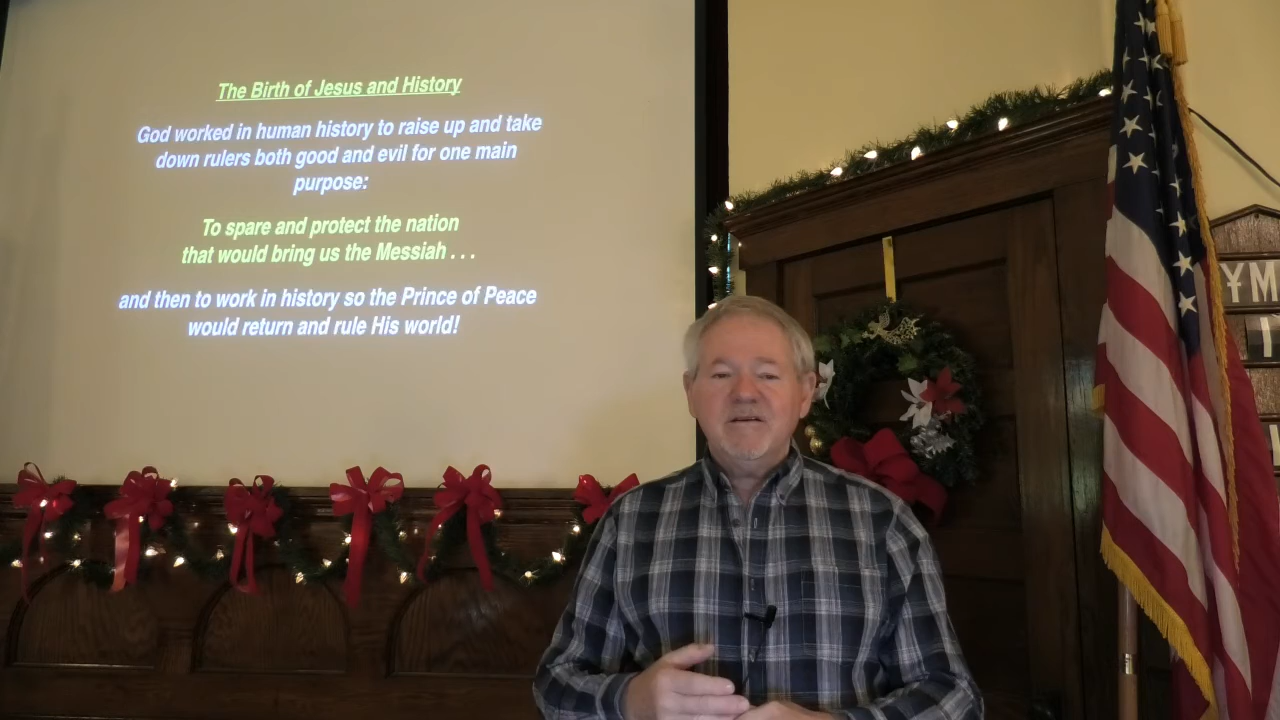 The Birth of Jesus and History
God worked in human history to raise up and take
down rulers both good and evil for one main
purpose:
To spare and protect the nation
that would bring us the Messiah . . .
and then to work in history so the Prince of Peace
would return and rule His world!